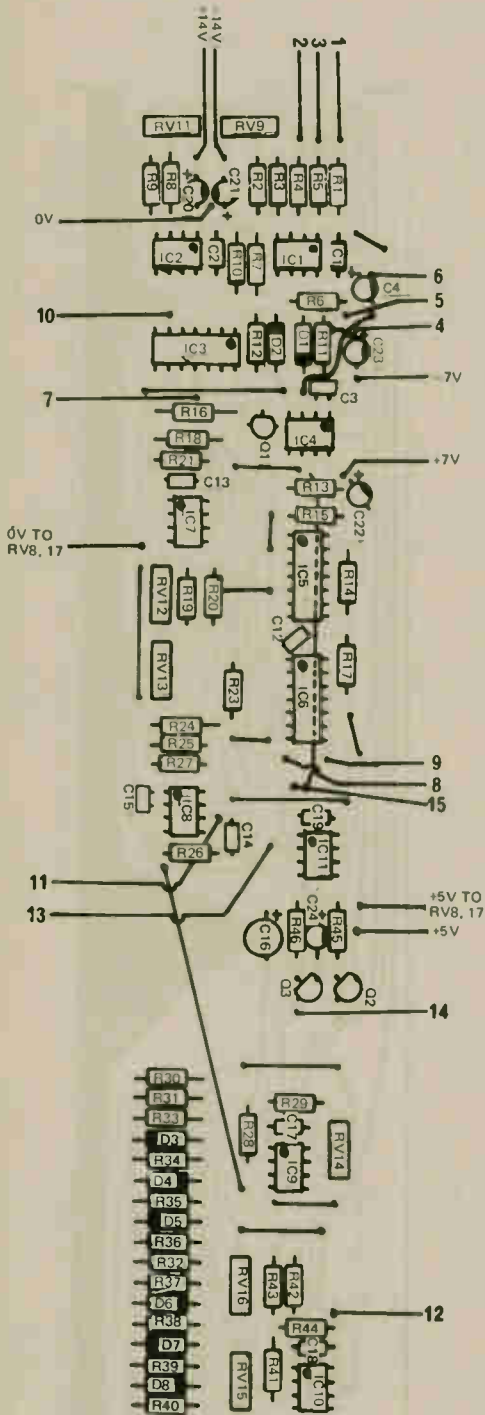 +14V -14V 2 3 1
RV11 RV9
R9 R8 C20 C21 R2 R3 R4 R5 R1
0V
IC2 C2 R10 R7 IC1 C1
6
C4
R6 5
10 4
IC3 R12 D2 D1 R11 C23
-7V
7 C3
R16
R18 Q1 IC4
R21 +7V
C13 R13 C22
IC7 R15
0V TO
RV8, 17
IC5
RV12 R19 R20 R14
C12
RV13 R23 IC6 R17
R24
R25
R27 9
8
C15 IC8 15
C14 C19
R26 IC11
11
+5V TO
RV8, 17
13
C16 R46 C24 R45 +5V
Q3 Q2
14
R30
R31 R29
R33 R28 C17 RV14
D3 IC9
R34
D4
R35
D5
R36
R32 RV16 R43 R42
R37
D6 12
R38 R44
D7 C18
R39 RV15 R41 IC10
D8
R40